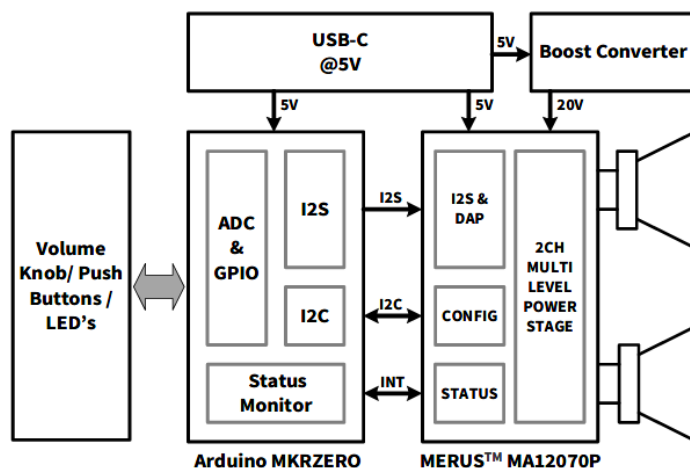 USB-C
@5V
5V
Boost Converter
5V
5V
20V
Volume
Knob/ Push
Buttons /
LED's
ADC
&
GPIO
I2S
I2C
Status
Monitor
I2S
I2C
INT
I2S &
DAP
CONFIG
STATUS
2CH
MULTI
LEVEL
POWER
STAGE
Arduino MKRZERO
MERUS™ MA12070P